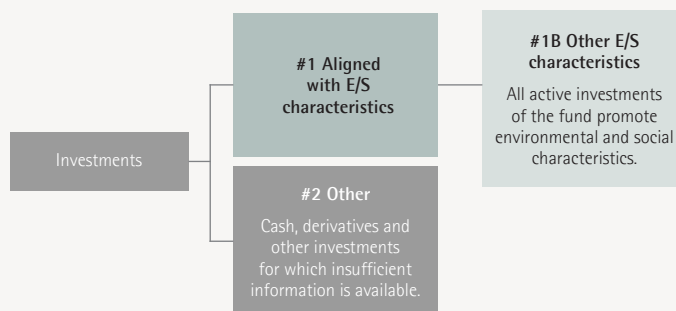 Investments
#1 Aligned
with E/S
characteristics
#2 Other
Cash, derivatives and
other investments
for which insufficient
information is available.
#1B Other E/S
characteristics
All active investments
of the fund promote
environmental and social
characteristics.